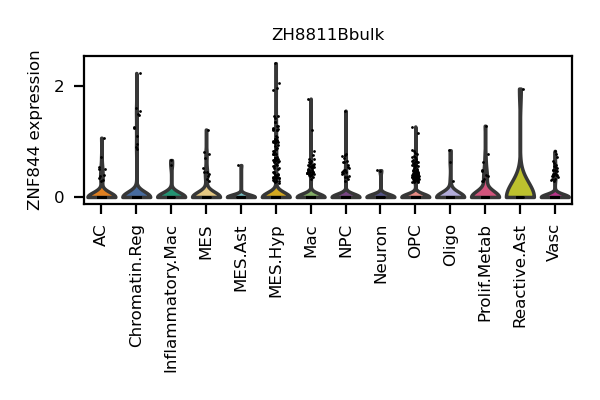 ZH8811Bbulk
ZNF844 expression
2
0
AC
Chromatin.Reg
Inflammatory.Mac
MES
MES.Ast
MES.Hyp
Mac
NPC
Neuron
OPC
Oligo
Prolif.Metab
Reactive.Ast
Vasc